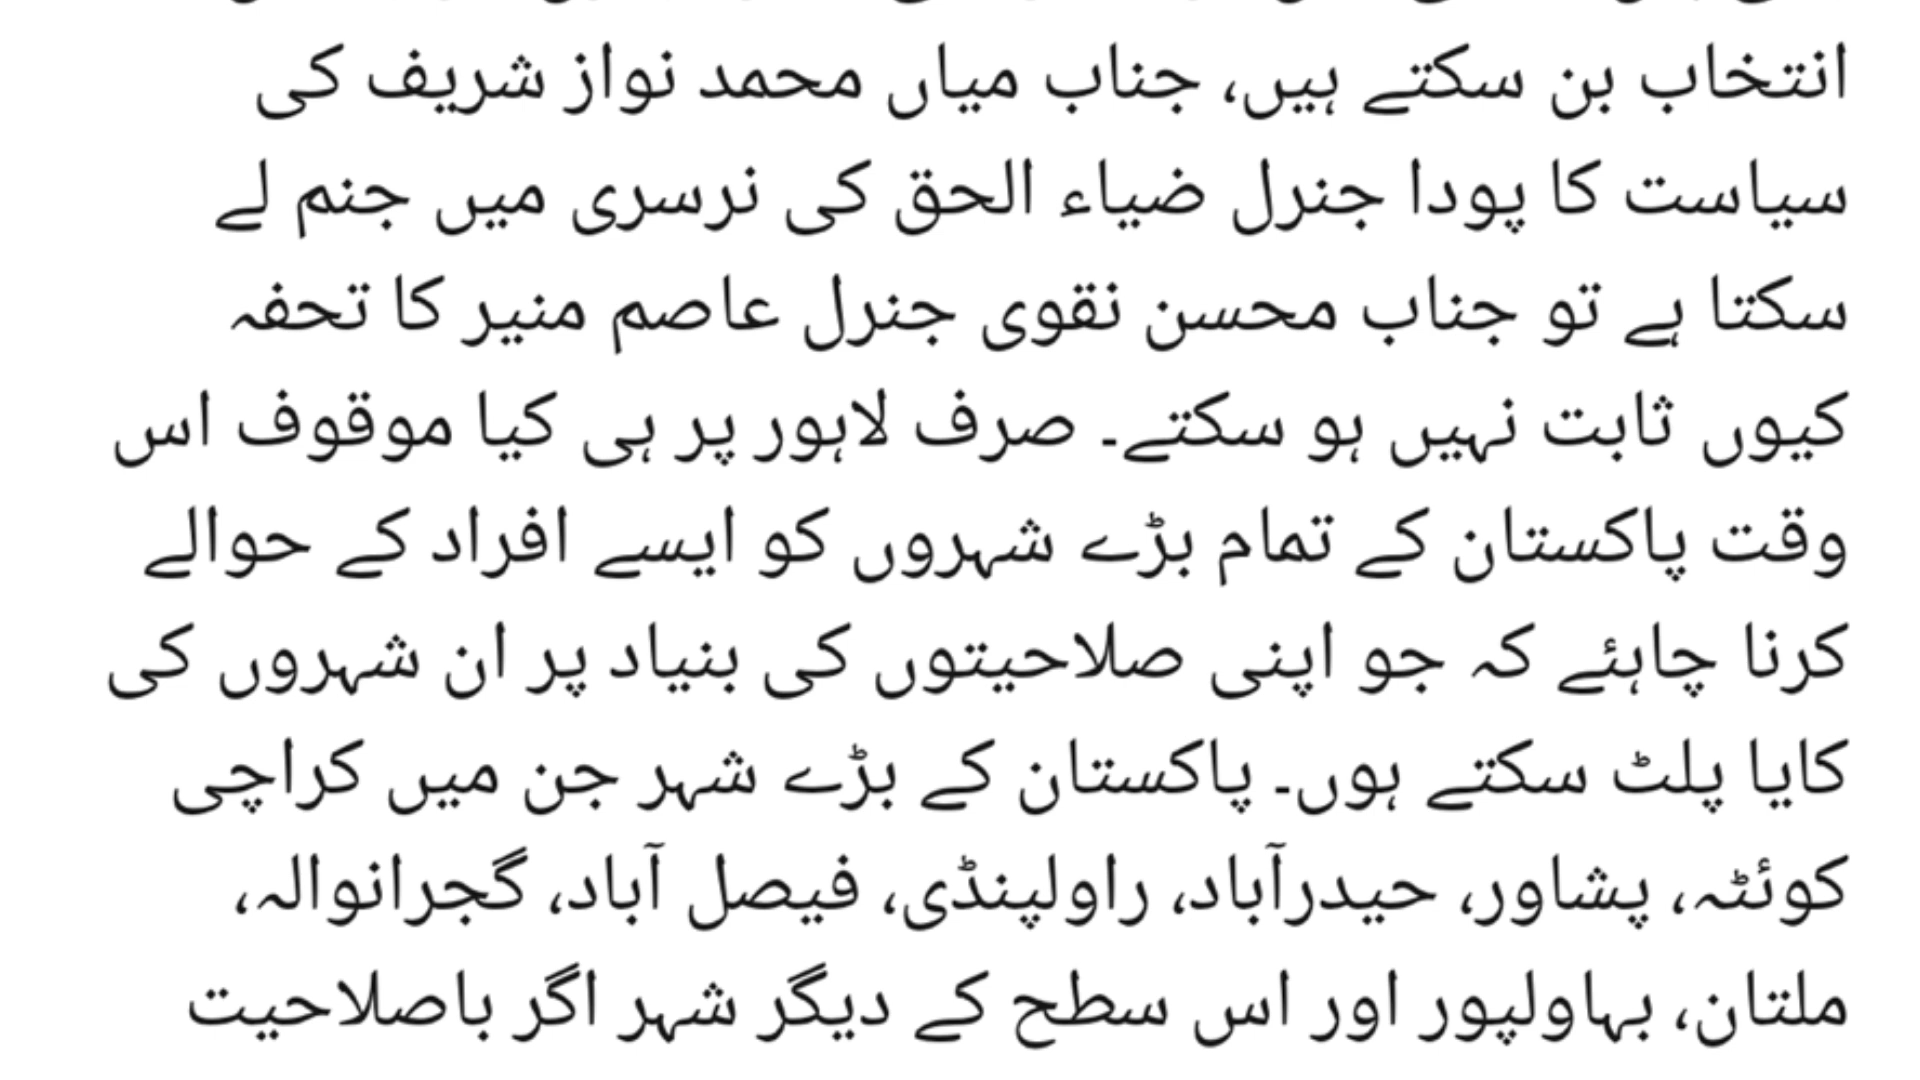 انتخاب بن سکتے ہیں، جناب میاں محمد نواز شریف کی
سیاست کا پودا جنرل ضیاء الحق کی نرسری میں جنم لے
سکتا ہے تو جناب محسن نقوی جنرل عاصم منیر کا تحفہ
کیوں ثابت نہیں ہو سکتے۔ صرف لاہور پر ہی کیا موقوف اس
وقت پاکستان کے تمام بڑے شہروں کو ایسے افراد کے حوالے
کرنا چاہئے کہ جو اپنی صلاحیتوں کی بنیاد پر ان شہروں کی
کایا پلٹ سکتے ہوں۔ پاکستان کے بڑے شہر جن میں کراچی
کوئٹہ، پشاور، حیدرآباد، راولپنڈی، فیصل آباد، گجرانوالہ،
ملتان، بہاولپور اور اس سطح کے دیگر شہر اگر باصلاحیت